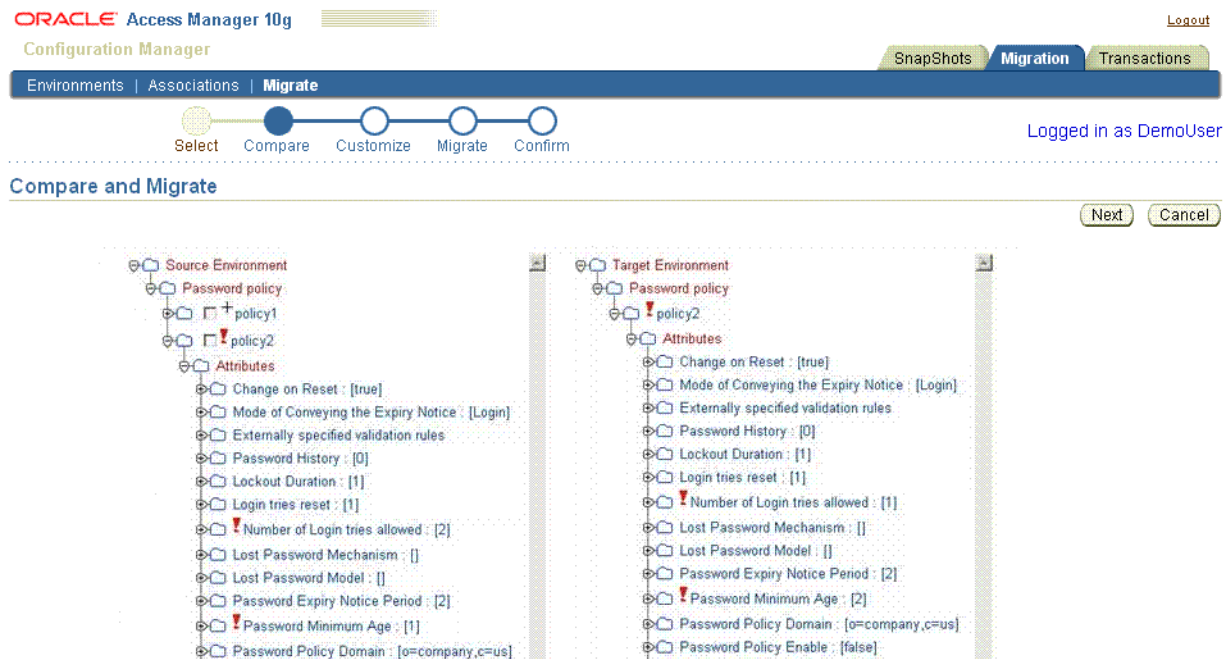 ORACLE Access Manager 10g
Logout
Configuration Manager
SnapShots Migration Transactions
Environments | Associations | Migrate
Select Compare Customize Migrate Confirm
Logged in as DemoUser
Compare and Migrate
Next Cancel
Source Environment
Password policy
policy1
policy2
Attributes
Change on Reset : [true]
Mode of Conveying the Expiry Notice : [Login]
Externally specified validation rules
Password History : [0]
Lockout Duration : [1]
Login tries reset : [1]
Number of Login tries allowed : [2]
Lost Password Mechanism : []
Lost Password Model : []
Password Expiry Notice Period : [2]
Password Minimum Age : [1]
Password Policy Domain : [o=company,c=us]
Target Environment
Password policy
policy2
Attributes
Change on Reset : [true]
Mode of Conveying the Expiry Notice : [Login]
Externally specified validation rules
Password History : [0]
Lockout Duration : [1]
Login tries reset : [1]
Number of Login tries allowed : [1]
Lost Password Mechanism : []
Lost Password Model : []
Password Expiry Notice Period : [2]
Password Minimum Age : [2]
Password Policy Domain : [o=company,c=us]
Password Policy Enable : [false]